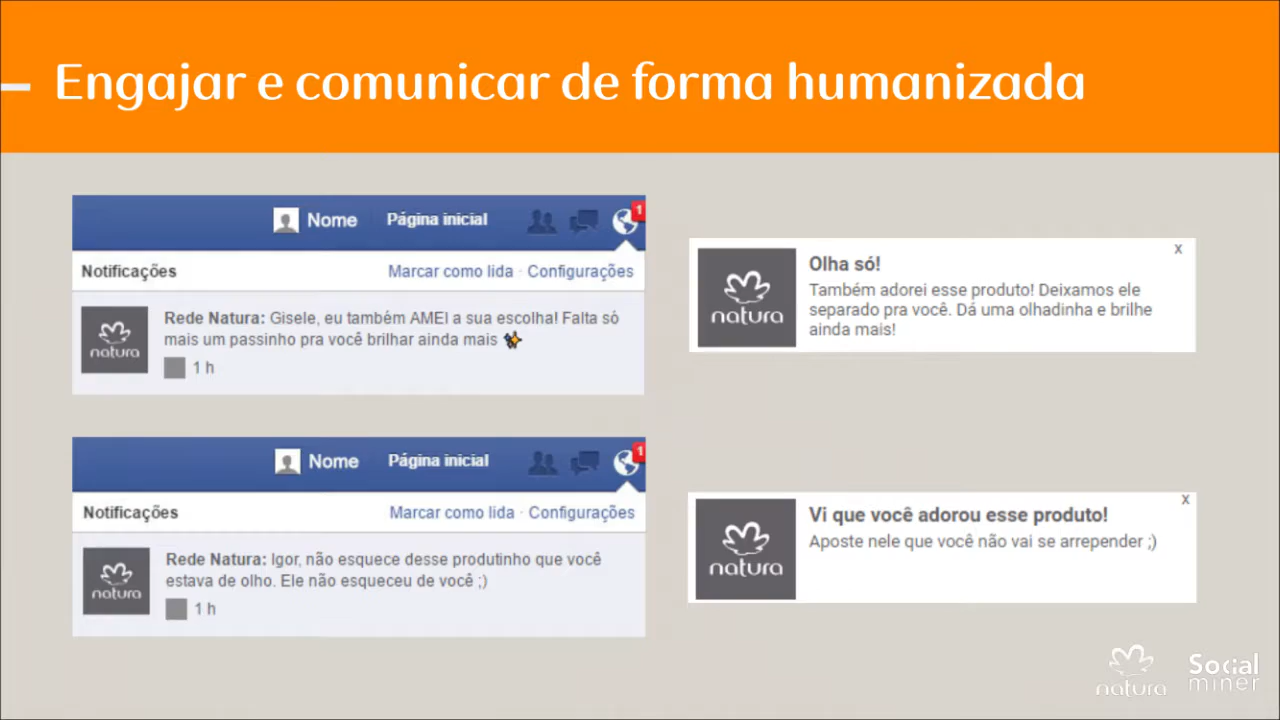 Engajar e comunicar de forma humanizada
Nome Página inicial 1
Notificações Marcar como lida · Configurações
natura
Rede Natura: Gisele, eu também AMEI a sua escolha! Falta só
mais um passinho pra você brilhar ainda mais ✨
1 h
x
natura
Olha só!
Também adorei esse produto! Deixamos ele
separado pra você. Dá uma olhadinha e brilhe
ainda mais!
Nome Página inicial 1
Notificações Marcar como lida · Configurações
natura
Rede Natura: Igor, não esquece desse produtinho que você
estava de olho. Ele não esqueceu de você ;)
1 h
x
natura
Vi que você adorou esse produto!
Aposte nele que você não vai se arrepender ;)
natura
Social
miner